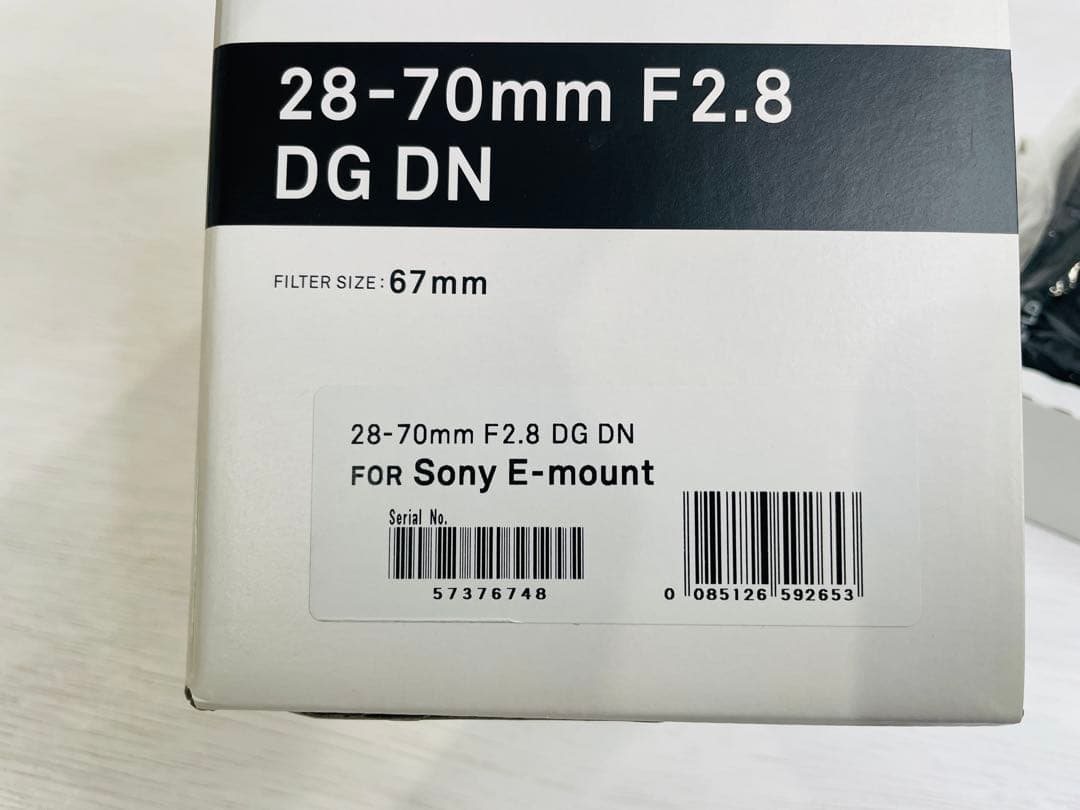 28-70mm F2.8
DG DN
FILTER SIZE: 67mm
28-70mm F2.8 DG DN
FOR Sony E-mount
Serial No.
57376748
0 085126 592653